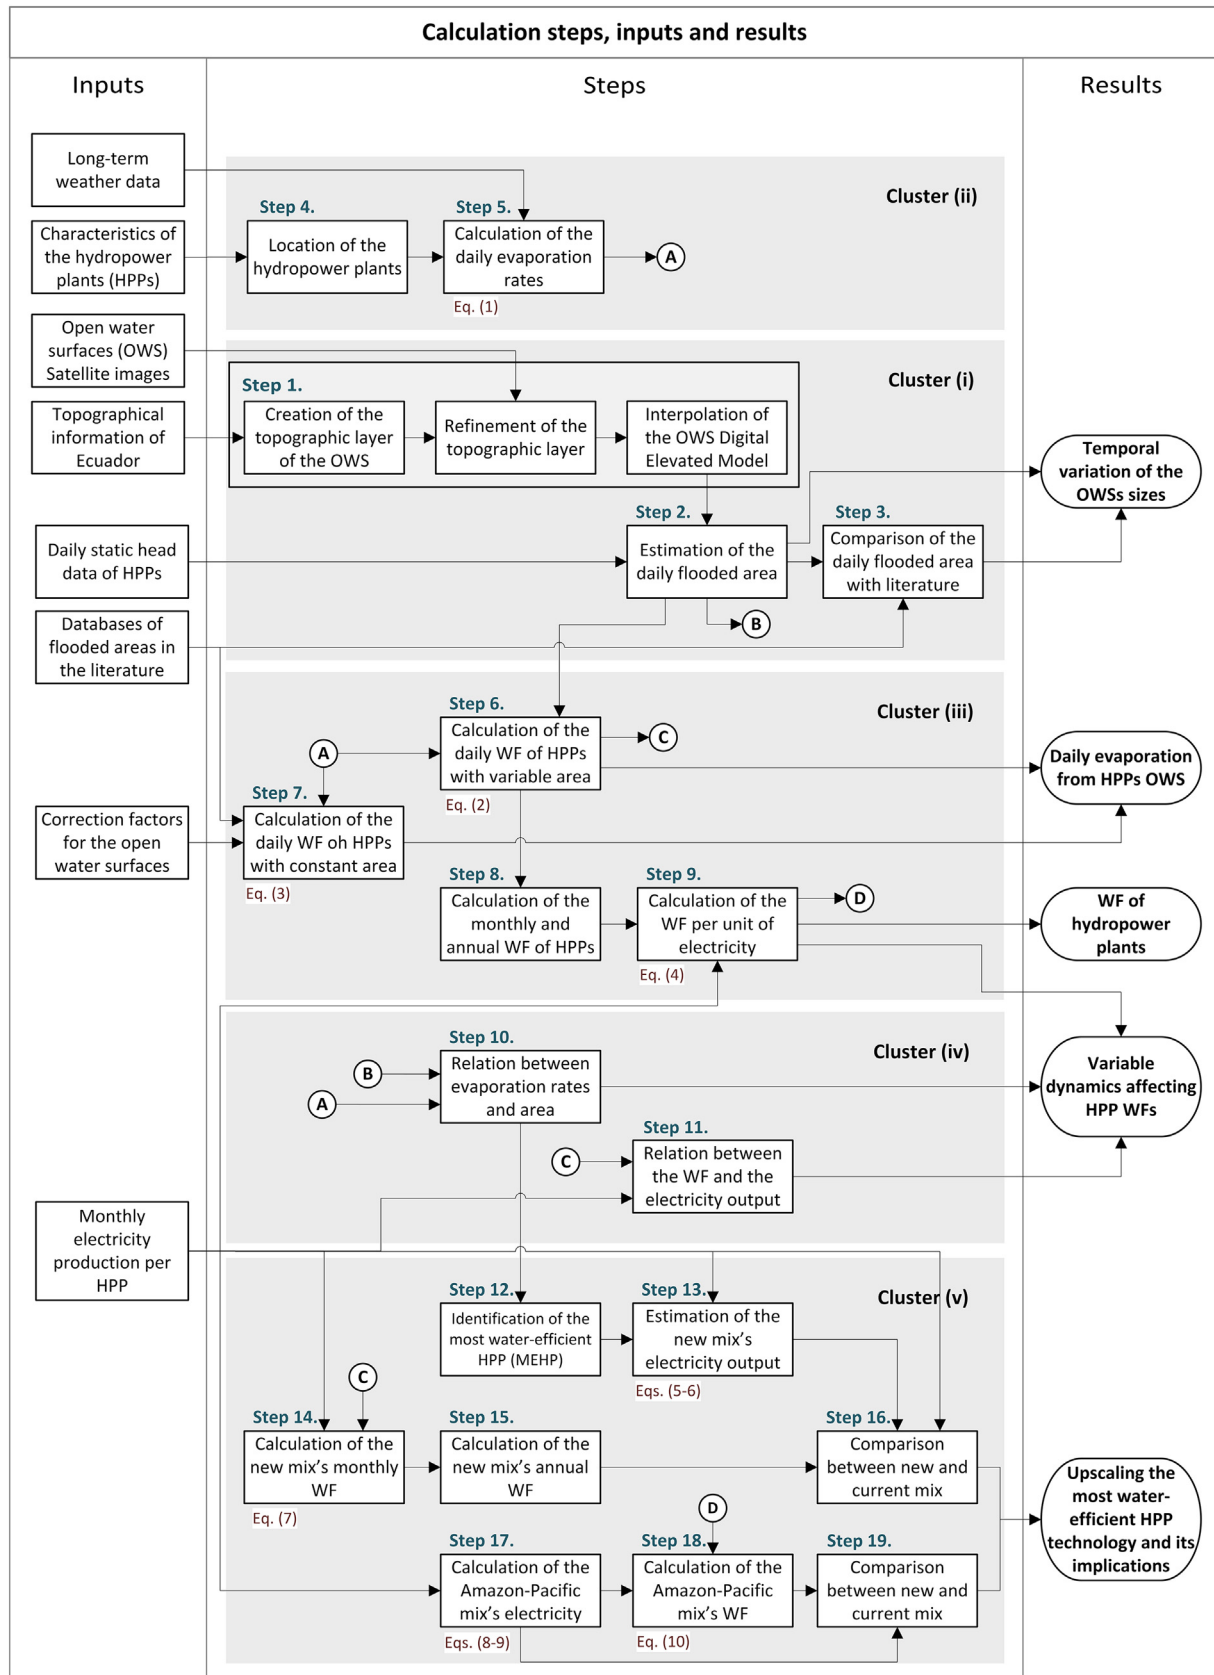 Calculation steps, inputs and results
Inputs
Steps
Results
Long-term
weather data
Characteristics of
the hydropower
plants (HPPs)
Open water
surfaces (OWS)
Satellite images
Topographical
information of
Ecuador
Daily static head
data of HPPs
Databases of
flooded areas in
the literature
Correction factors
for the open
water surfaces
Monthly
electricity
production per
HPP
Cluster (ii)
Step 4.
Location of the
hydropower plants
Step 5.
Calculation of the
daily evaporation
rates
Eq. (1)
A
Cluster (i)
Step 1.
Creation of the
topographic layer
of the OWS
Refinement of the
topographic layer
Interpolation of
the OWS Digital
Elevated Model
Step 2.
Estimation of the
daily flooded area
Step 3.
Comparison of the
daily flooded area
with literature
B
Cluster (iii)
Step 6.
Calculation of the
daily WF of HPPs
with variable area
Eq. (2)
C
A
Step 7.
Calculation of the
daily WF oh HPPs
with constant area
Eq. (3)
Step 8.
Calculation of the
monthly and
annual WF of HPPs
Step 9.
Calculation of the
WF per unit of
electricity
Eq. (4)
D
Cluster (iv)
Step 10.
Relation between
evaporation rates
and area
B
A
Step 11.
Relation between
the WF and the
electricity output
C
Cluster (v)
Step 12.
Identification of the
most water-efficient
HPP (MEHP)
Step 13.
Estimation of the
new mix's
electricity output
Eqs. (5-6)
C
Step 14.
Calculation of the
new mix's monthly
WF
Eq. (7)
Step 15.
Calculation of the
new mix's annual
WF
Step 16.
Comparison
between new and
current mix
D
Step 17.
Calculation of the
Amazon-Pacific
mix's electricity
Eqs. (8-9)
Step 18.
Calculation of the
Amazon-Pacific
mix's WF
Eq. (10)
Step 19.
Comparison
between new and
current mix
Temporal
variation of the
OWSs sizes
Daily evaporation
from HPPs OWS
WF of
hydropower
plants
Variable
dynamics affecting
HPP WFs
Upscaling the
most water-
efficient HPP
technology and its
implications